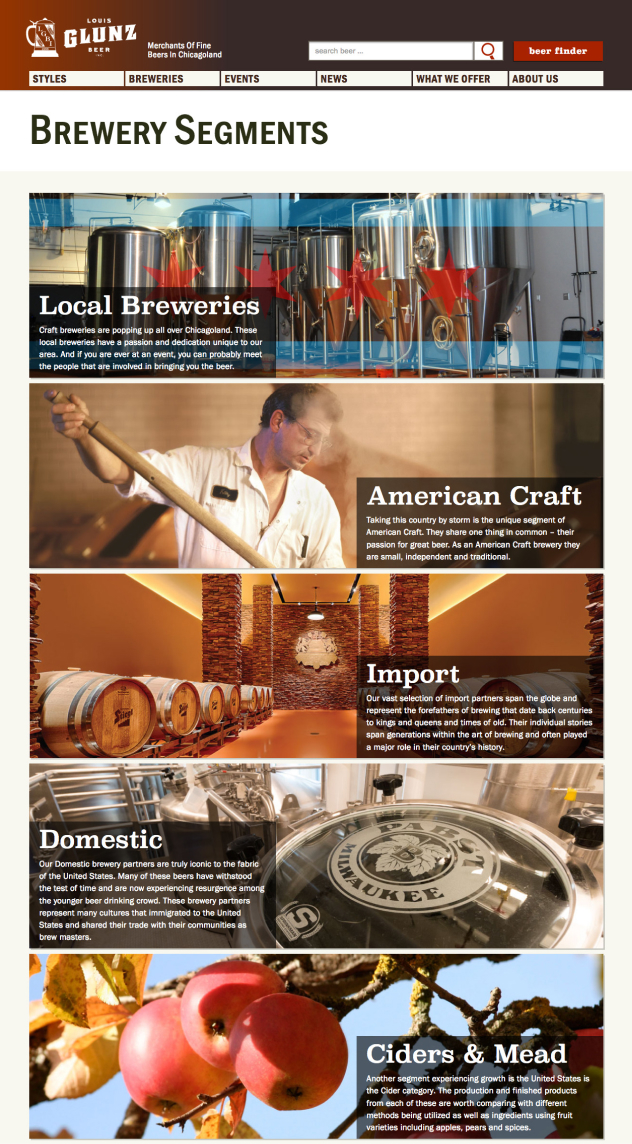 LOUIS
GLUNZ
BEER
INC.
Merchants Of Fine
Beers In Chicagoland
search beer ...
beer finder
STYLES
BREWERIES
EVENTS
NEWS
WHAT WE OFFER
ABOUT US
BREWERY SEGMENTS
Local Breweries
Craft breweries are popping up all over Chicagoland. These
local breweries have a passion and dedication unique to our
area. And if you are ever at an event, you can probably meet
the people that are involved in bringing you the beer.
American Craft
Taking this country by storm is the unique segment of
American Craft. They share one thing in common – their
passion for great beer. As an American Craft brewery they
are small, independent and traditional.
Import
Our vast selection of import partners span the globe and
represent the forefathers of brewing that date back centuries
to kings and queens and times of old. Their individual stories
span generations within the art of brewing and often played
a major role in their country's history.
Stiegl
Domestic
Our Domestic brewery partners are truly iconic to the fabric
of the United States. Many of these beers have withstood
the test of time and are now experiencing resurgence among
the younger beer drinking crowd. These brewery partners
represent many cultures that immigrated to the United
States and shared their trade with their communities as
brew masters.
PABST
MILWAUKEE
Ciders & Mead
Another segment experiencing growth is the United States is
the Cider category. The production and finished products
from each of these are worth comparing with different
methods being utilized as well as ingredients using fruit
varieties including apples, pears and spices.